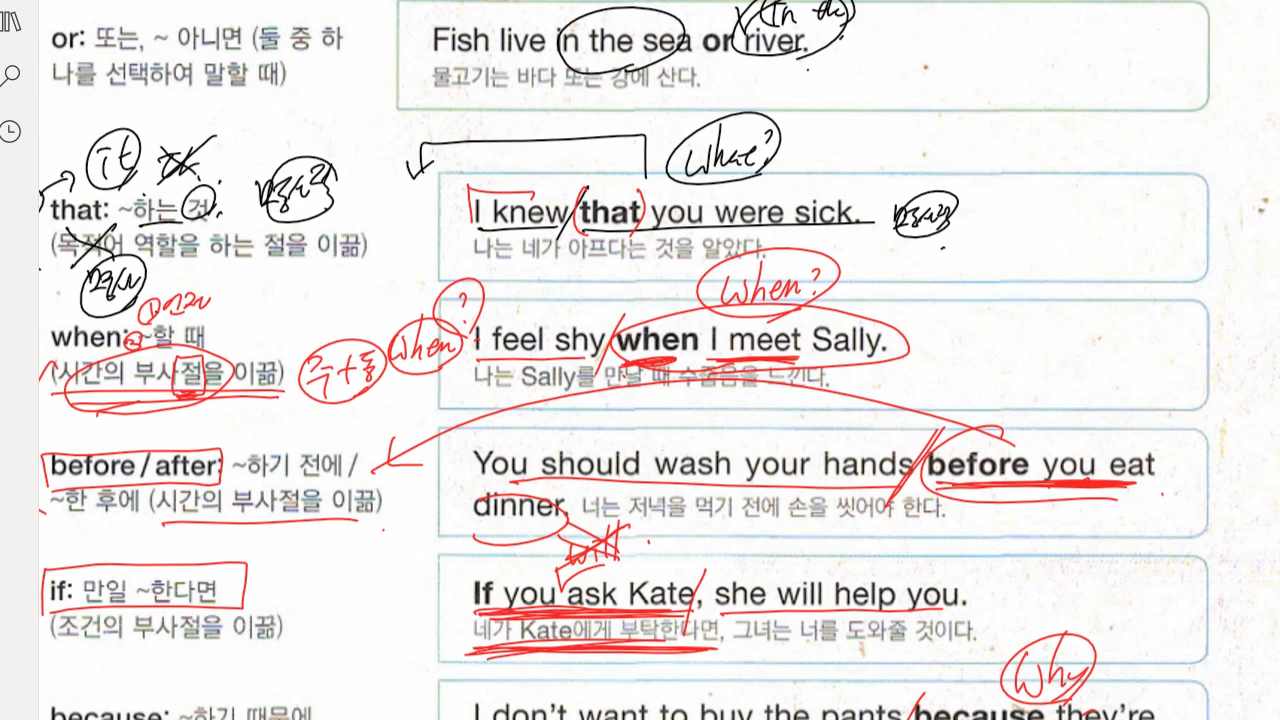 or: 또는, ~ 아니면 (둘 중 하
나를 선택하여 말할 때)
Fish live in the sea or river.
(in the)
물고기는 바다 또는 강에 산다.
it
What?
that: ~하는 것.
(목적어 역할을 하는 절을 이끎)
I knew that you were sick.
나는 네가 아프다는 것을 알았다.
①언제
when: ②~할 때
(시간의 부사절을 이끎)
주+동
when?
when?
I feel shy when I meet Sally.
나는 Sally를 만날 때 수줍음을 느낀다.
before / after: ~하기 전에 /
~한 후에 (시간의 부사절을 이끎)
You should wash your hands before you eat
dinner. 너는 저녁을 먹기 전에 손을 씻어야 한다.
will
if: 만일 ~한다면
(조건의 부사절을 이끎)
If you ask Kate, she will help you.
네가 Kate에게 부탁한다면, 그녀는 너를 도와줄 것이다.
Why
because: ~하기 때문에
I don't want to buy the pants because they're